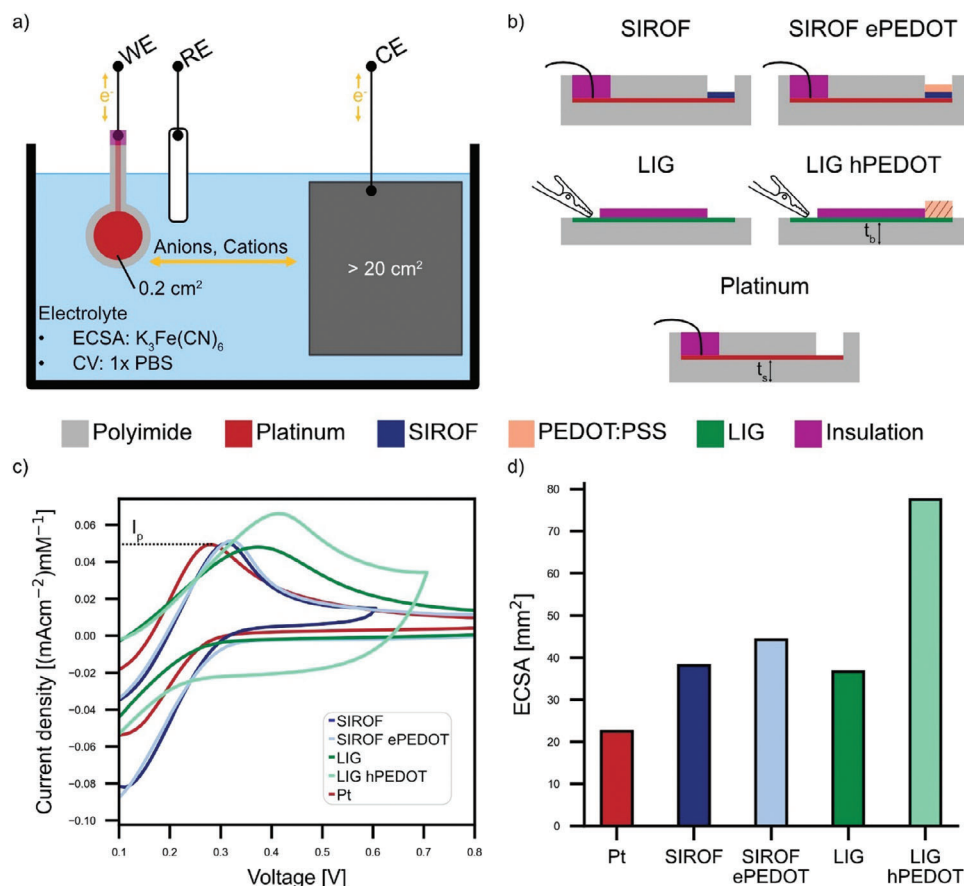 a)
WE
RE
CE
e-
e-
Anions, Cations
0.2 cm²
> 20 cm²
Electrolyte
• ECSA: K₃Fe(CN)₆
• CV: 1x PBS
b)
SIROF
SIROF ePEDOT
LIG
LIG hPEDOT
t_b
Platinum
t_s
Polyimide
Platinum
SIROF
PEDOT:PSS
LIG
Insulation
c)
Current density [(mAcm⁻²)mM⁻¹]
0.06
0.04
0.02
0.00
−0.02
−0.04
−0.06
−0.08
−0.10
I_p
SIROF
SIROF ePEDOT
LIG
LIG hPEDOT
Pt
0.1 0.2 0.3 0.4 0.5 0.6 0.7 0.8
Voltage [V]
d)
ECSA [mm²]
80
70
60
50
40
30
20
10
0
Pt
SIROF
SIROF
ePEDOT
LIG
LIG
hPEDOT